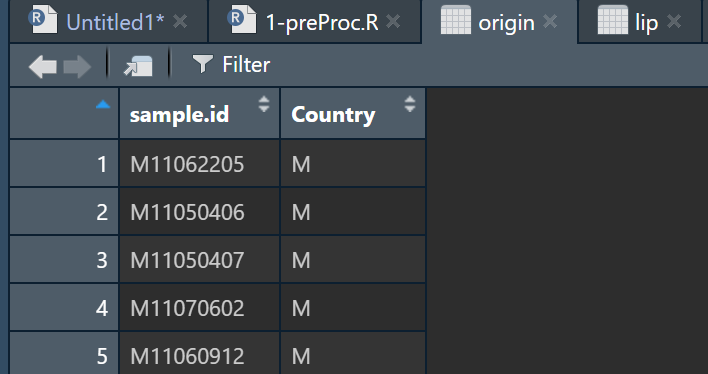 Untitled1* 1-preProc.R origin lip
Filter
sample.id Country
1 M11062205 M
2 M11050406 M
3 M11050407 M
4 M11070602 M
5 M11060912 M